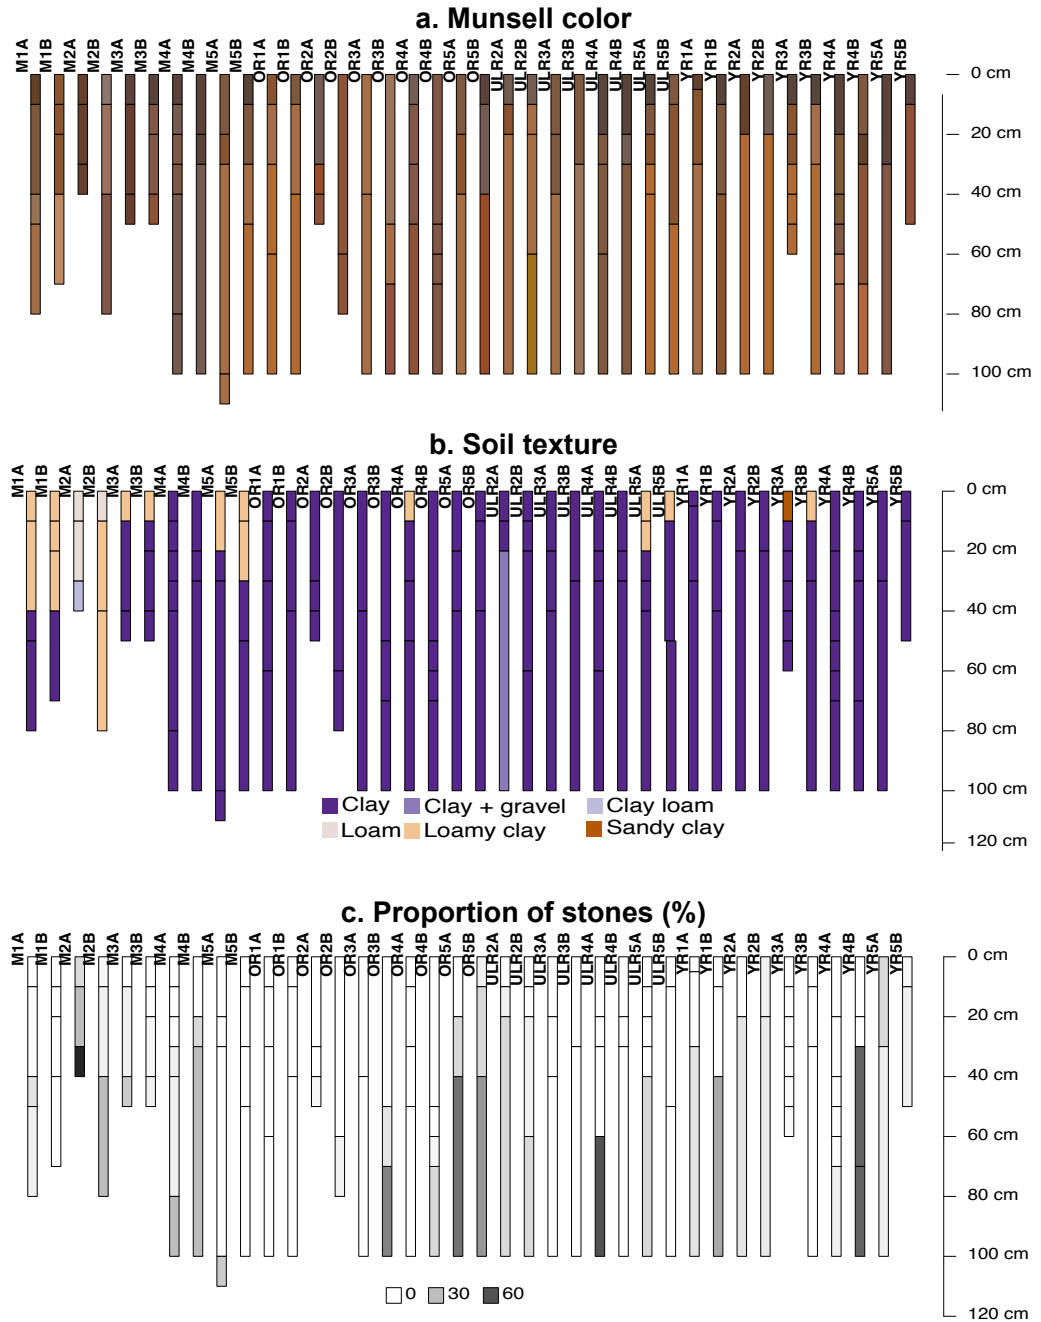 a. Munsell color
M1A M1B M2A M2B M3A M3B M4A M4B M5A M5B OR1A OR1B OR2A OR2B OR3A OR3B OR4A OR4B OR5A OR5B ULR2A ULR2B ULR3A ULR3B ULR4A ULR4B ULR5A ULR5B YR1A YR1B YR2A YR2B YR3A YR3B YR4A YR4B YR5A YR5B
0 cm
20 cm
40 cm
60 cm
80 cm
100 cm
b. Soil texture
M1A M1B M2A M2B M3A M3B M4A M4B M5A M5B OR1A OR1B OR2A OR2B OR3A OR3B OR4A OR4B OR5A OR5B ULR2A ULR2B ULR3A ULR3B ULR4A ULR4B ULR5A ULR5B YR1A YR1B YR2A YR2B YR3A YR3B YR4A YR4B YR5A YR5B
0 cm
20 cm
40 cm
60 cm
80 cm
100 cm
120 cm
Clay Clay + gravel Clay loam
Loam Loamy clay Sandy clay
c. Proportion of stones (%)
M1A M1B M2A M2B M3A M3B M4A M4B M5A M5B OR1A OR1B OR2A OR2B OR3A OR3B OR4A OR4B OR5A OR5B ULR2A ULR2B ULR3A ULR3B ULR4A ULR4B ULR5A ULR5B YR1A YR1B YR2A YR2B YR3A YR3B YR4A YR4B YR5A YR5B
0 cm
20 cm
40 cm
60 cm
80 cm
100 cm
120 cm
0 30 60